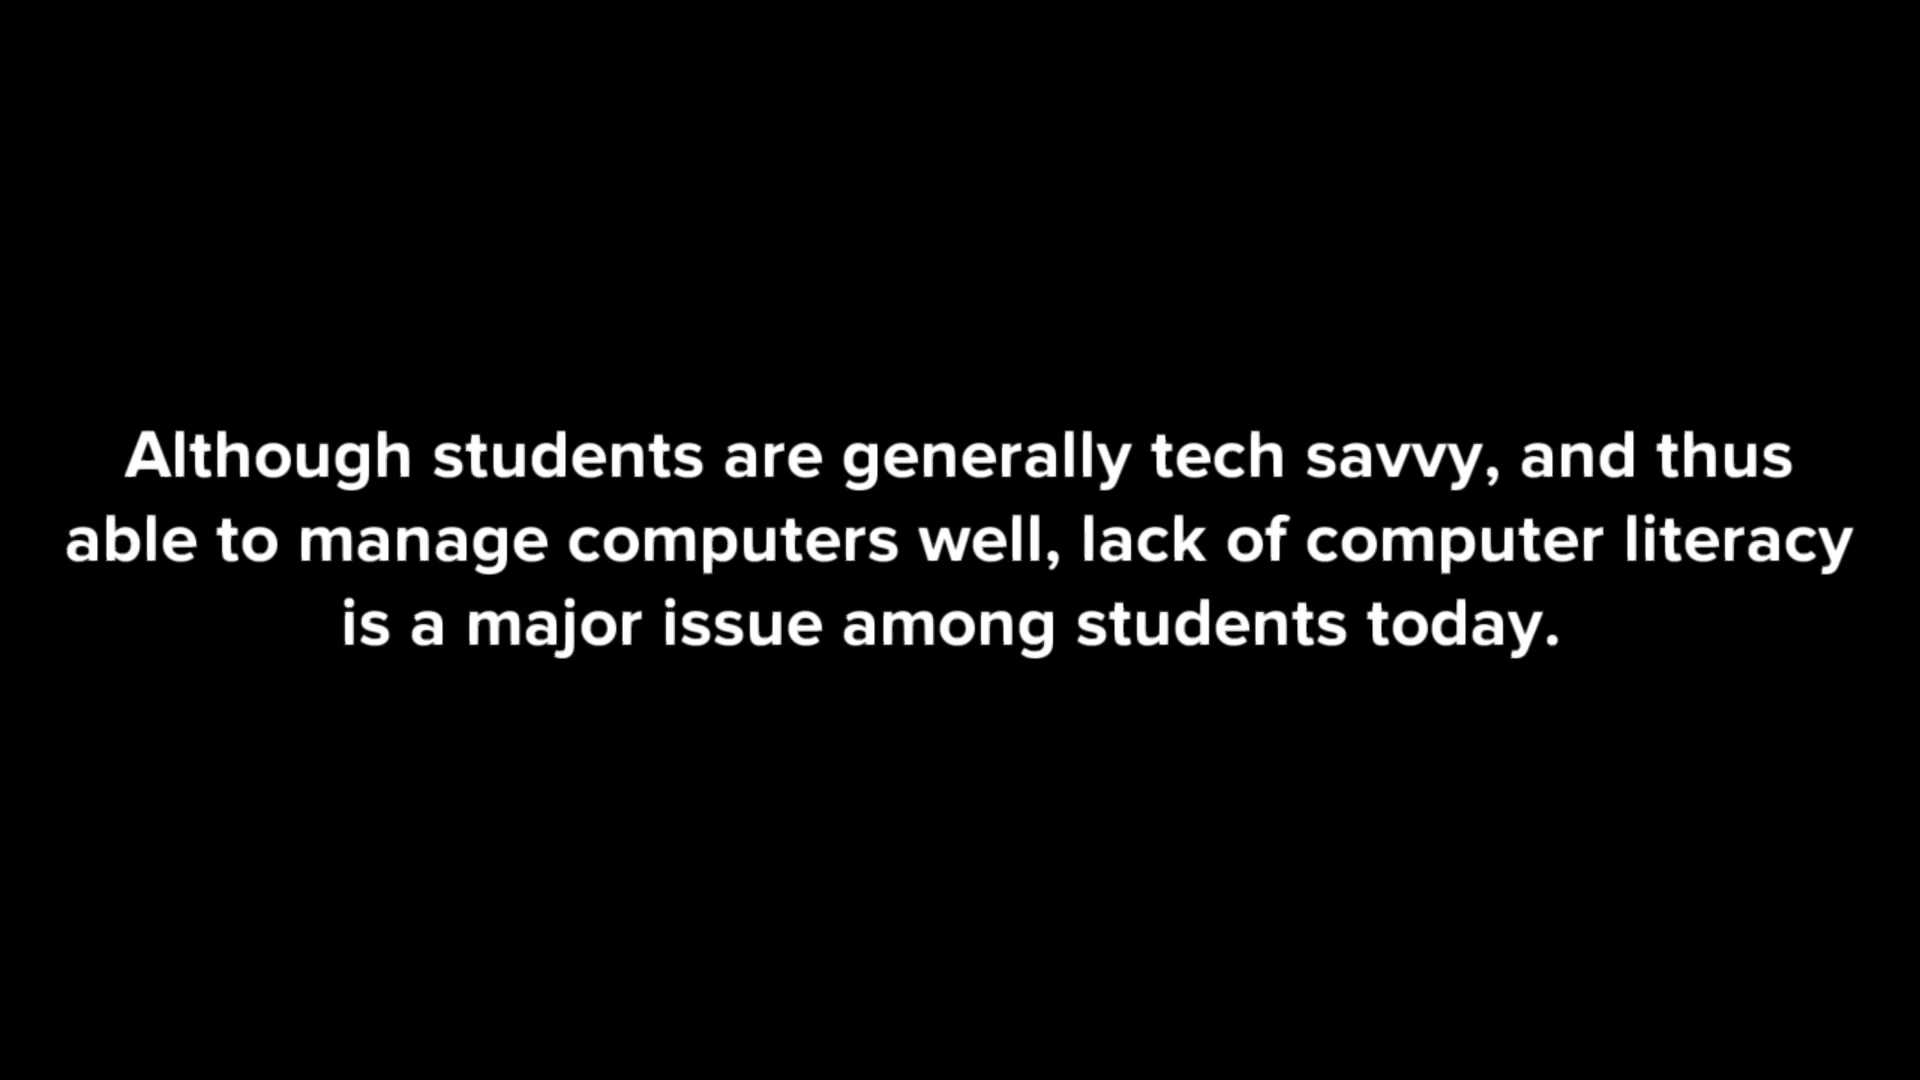 Although students are generally tech savvy, and thus
able to manage computers well, lack of computer literacy
is a major issue among students today.